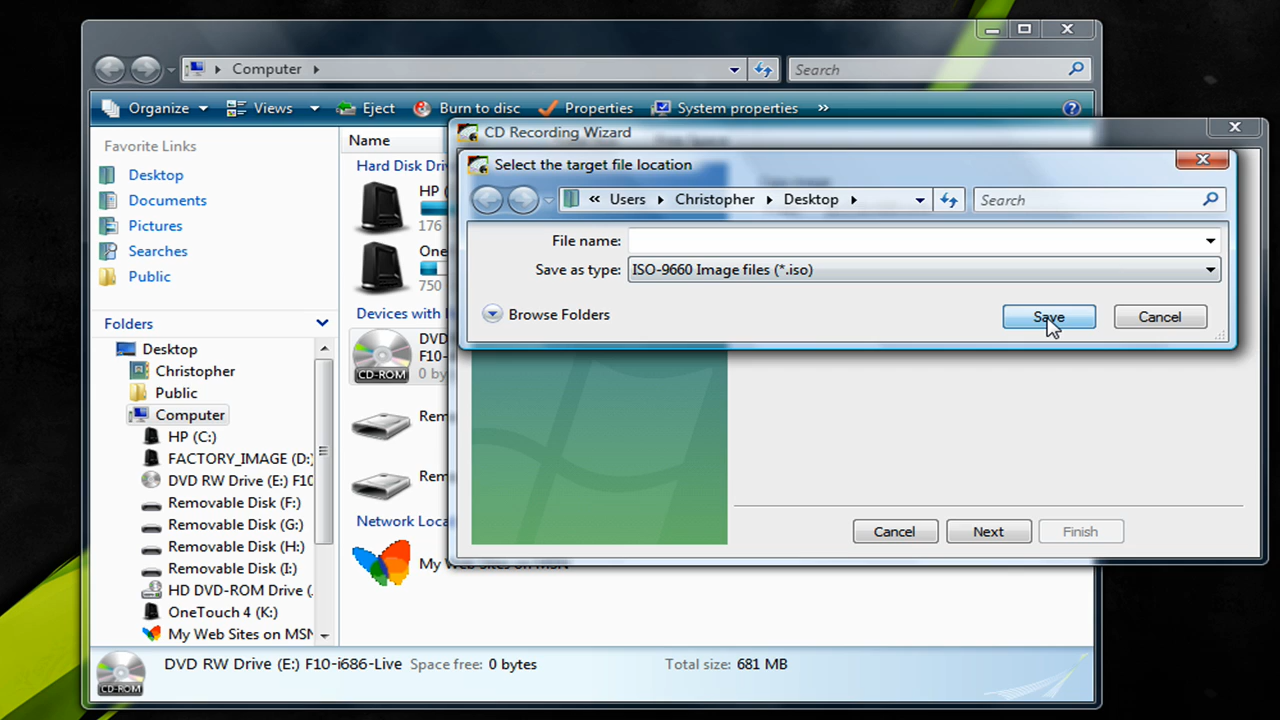 Computer
Search
Organize Views Eject Burn to disc Properties System properties »
Favorite Links
Desktop
Documents
Pictures
Searches
Public
Folders
Desktop
Christopher
Public
Computer
HP (C:)
FACTORY_IMAGE (D:)
DVD RW Drive (E:) F10
Removable Disk (F:)
Removable Disk (G:)
Removable Disk (H:)
Removable Disk (I:)
HD DVD-ROM Drive (
OneTouch 4 (K:)
My Web Sites on MSN
Name
Hard Disk Dri
HP (
176
One
750
Devices with
DVD
F10-
0 by
CD-ROM
Rem
Rem
Network Loca
My Web Sites on MSN
CD Recording Wizard
Select the target file location
« Users Christopher Desktop
Search
File name:
Save as type: ISO-9660 Image files (*.iso)
Browse Folders
Save Cancel
Cancel Next Finish
CD-ROM
DVD RW Drive (E:) F10-i686-Live Space free: 0 bytes Total size: 681 MB